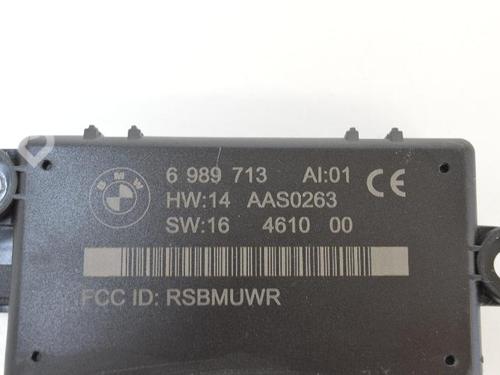 BMW
6 989 713 AI:01 CE
HW:14 AAS0263
SW:16 4610 00
FCC ID: RSBMUWR